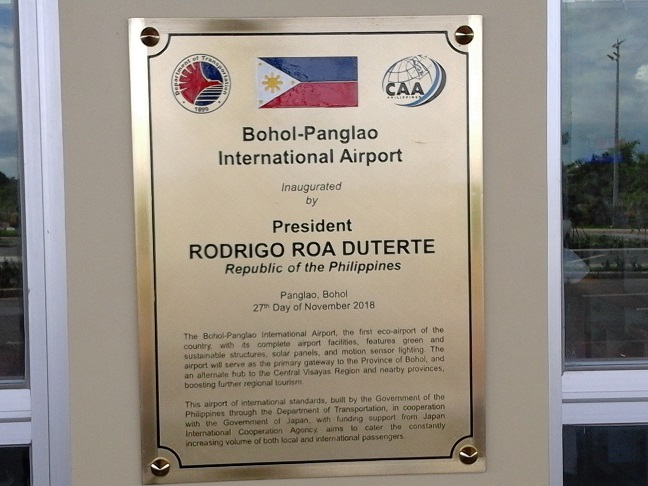 Department of Transportation
1899
CAA
PHILIPPINES
Bohol-Panglao
International Airport
Inaugurated
by
President
RODRIGO ROA DUTERTE
Republic of the Philippines
Panglao, Bohol
27th Day of November 2018
The Bohol-Panglao International Airport, the first eco-airport of the
country, with its complete airport facilities, features green and
sustainable structures, solar panels, and motion sensor lighting. The
airport will serve as the primary gateway to the Province of Bohol, and
an alternate hub to the Central Visayas Region and nearby provinces,
boosting further regional tourism.
This airport of international standards, built by the Government of the
Philippines through the Department of Transportation, in cooperation
with the Government of Japan, with funding support from Japan
International Cooperation Agency, aims to cater the constantly
increasing volume of both local and international passengers.